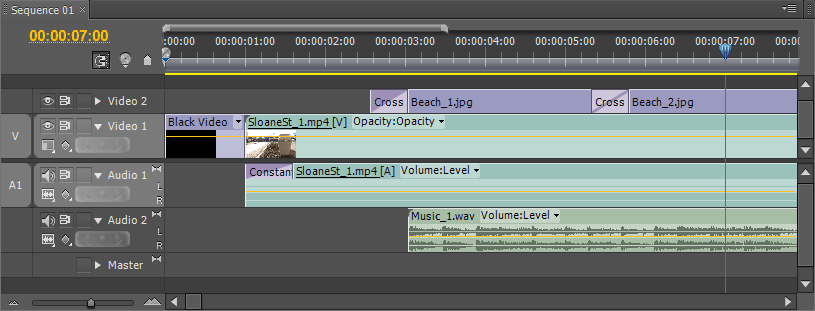 Sequence 01
00:00:07:00
:00:00 00:00:01:00 00:00:02:00 00:00:03:00 00:00:04:00 00:00:05:00 00:00:06:00 00:00:07:00 00:0
Video 2 Cross Beach_1.jpg Cross Beach_2.jpg
V Video 1 Black Video SloaneSt_1.mp4 [V] Opacity:Opacity
A1 Audio 1 L R Constant SloaneSt_1.mp4 [A] Volume:Level
Audio 2 L R Music_1.wav Volume:Level
Master